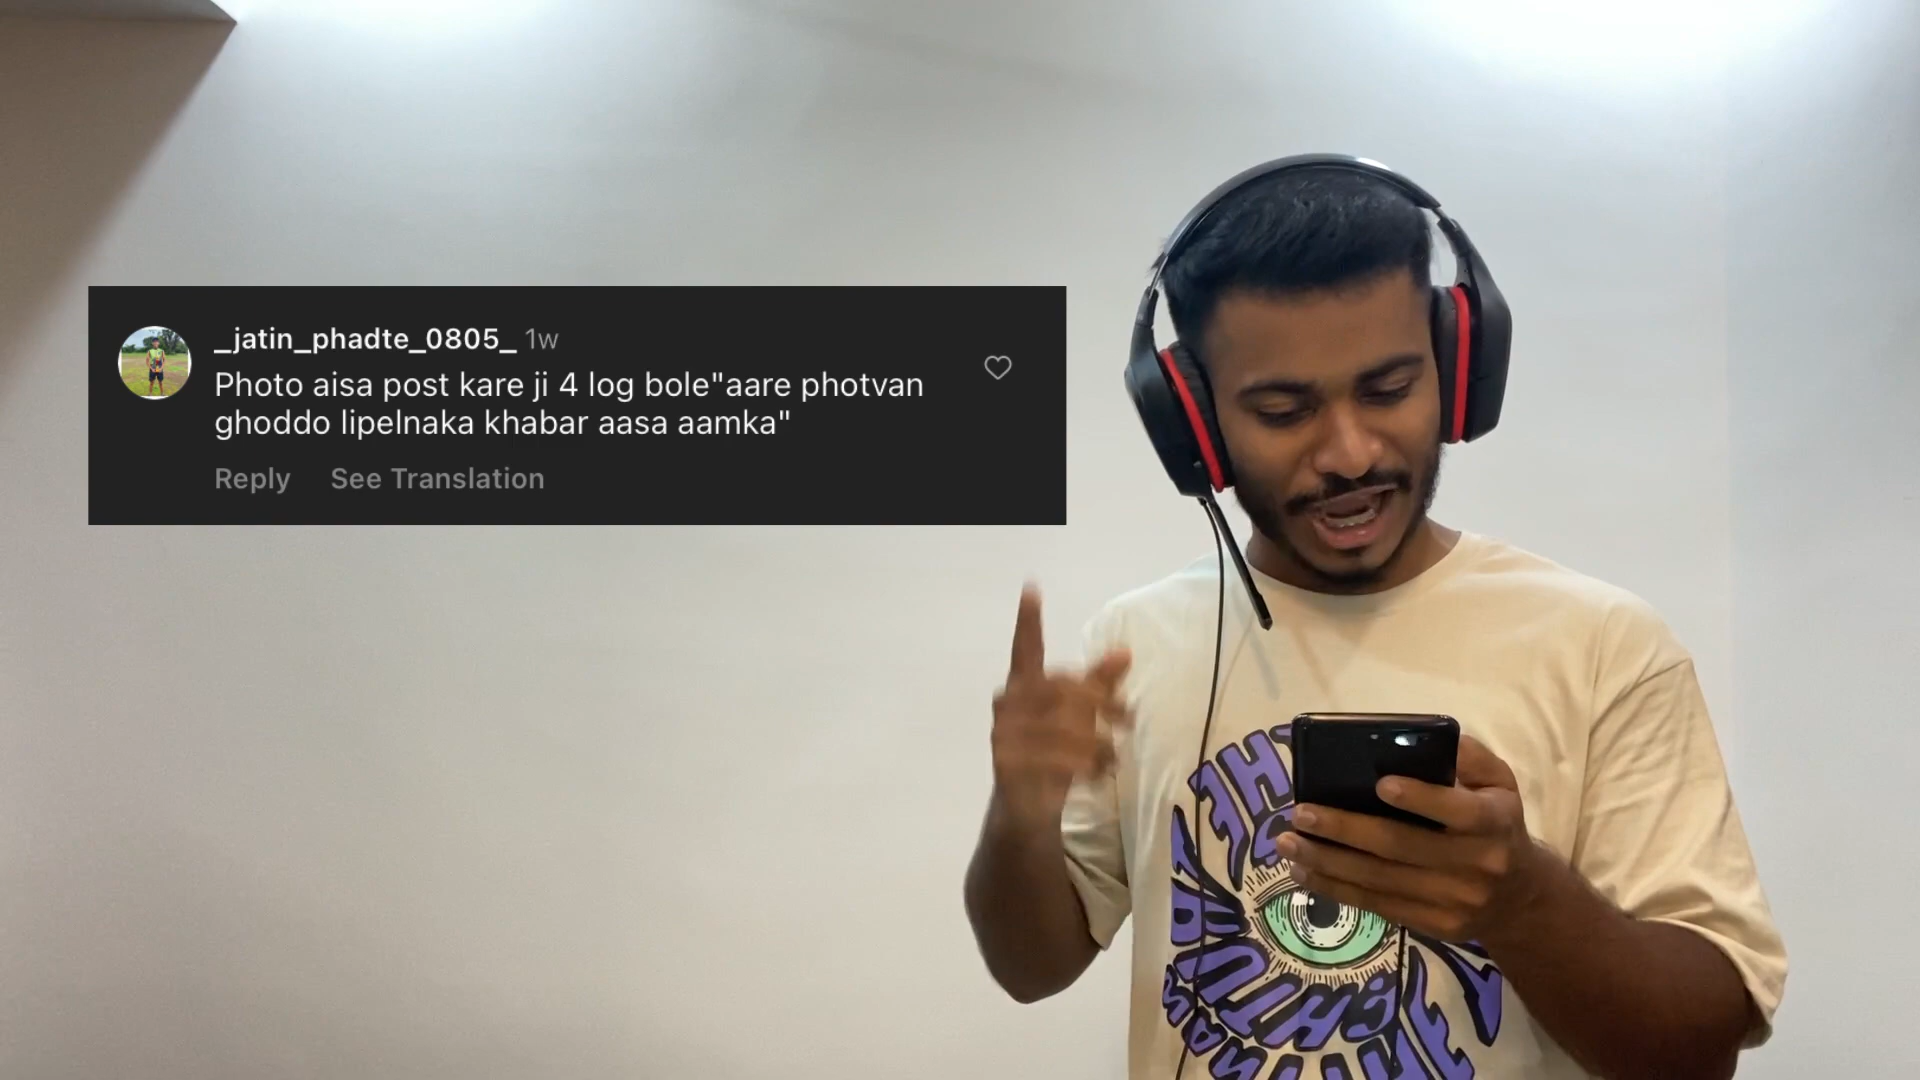 _jatin_phadte_0805_ 1w
Photo aisa post kare ji 4 log bole"aare photvan
ghoddo lipelnaka khabar aasa aamka"
Reply See Translation
THE